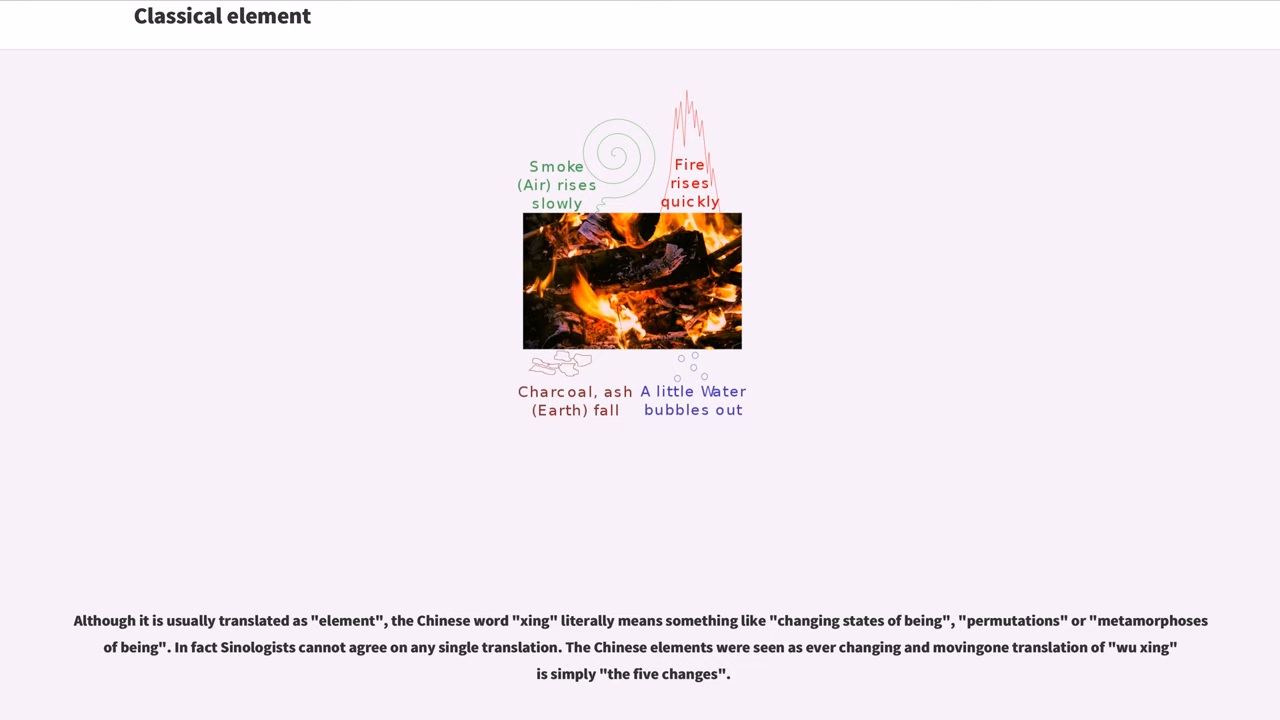 Classical element
Smoke
(Air) rises
slowly
Fire
rises
quickly
Charcoal, ash
(Earth) fall
A little Water
bubbles out
Although it is usually translated as "element", the Chinese word "xing" literally means something like "changing states of being", "permutations" or "metamorphoses
of being". In fact Sinologists cannot agree on any single translation. The Chinese elements were seen as ever changing and movingone translation of "wu xing"
is simply "the five changes".